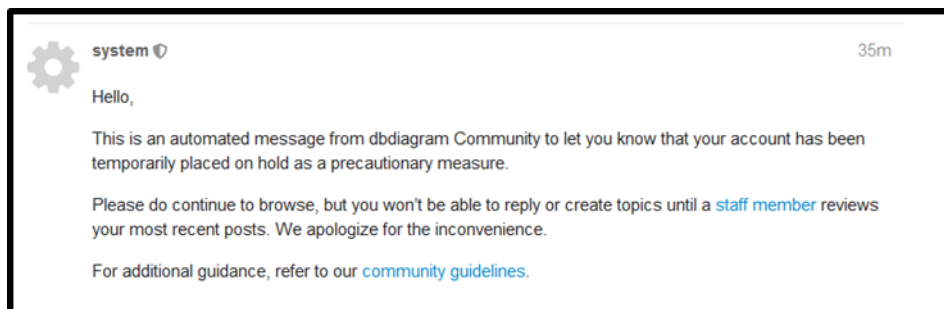 system 35m
Hello,
This is an automated message from dbdiagram Community to let you know that your account has been
temporarily placed on hold as a precautionary measure.
Please do continue to browse, but you won't be able to reply or create topics until a staff member reviews
your most recent posts. We apologize for the inconvenience.
For additional guidance, refer to our community guidelines.